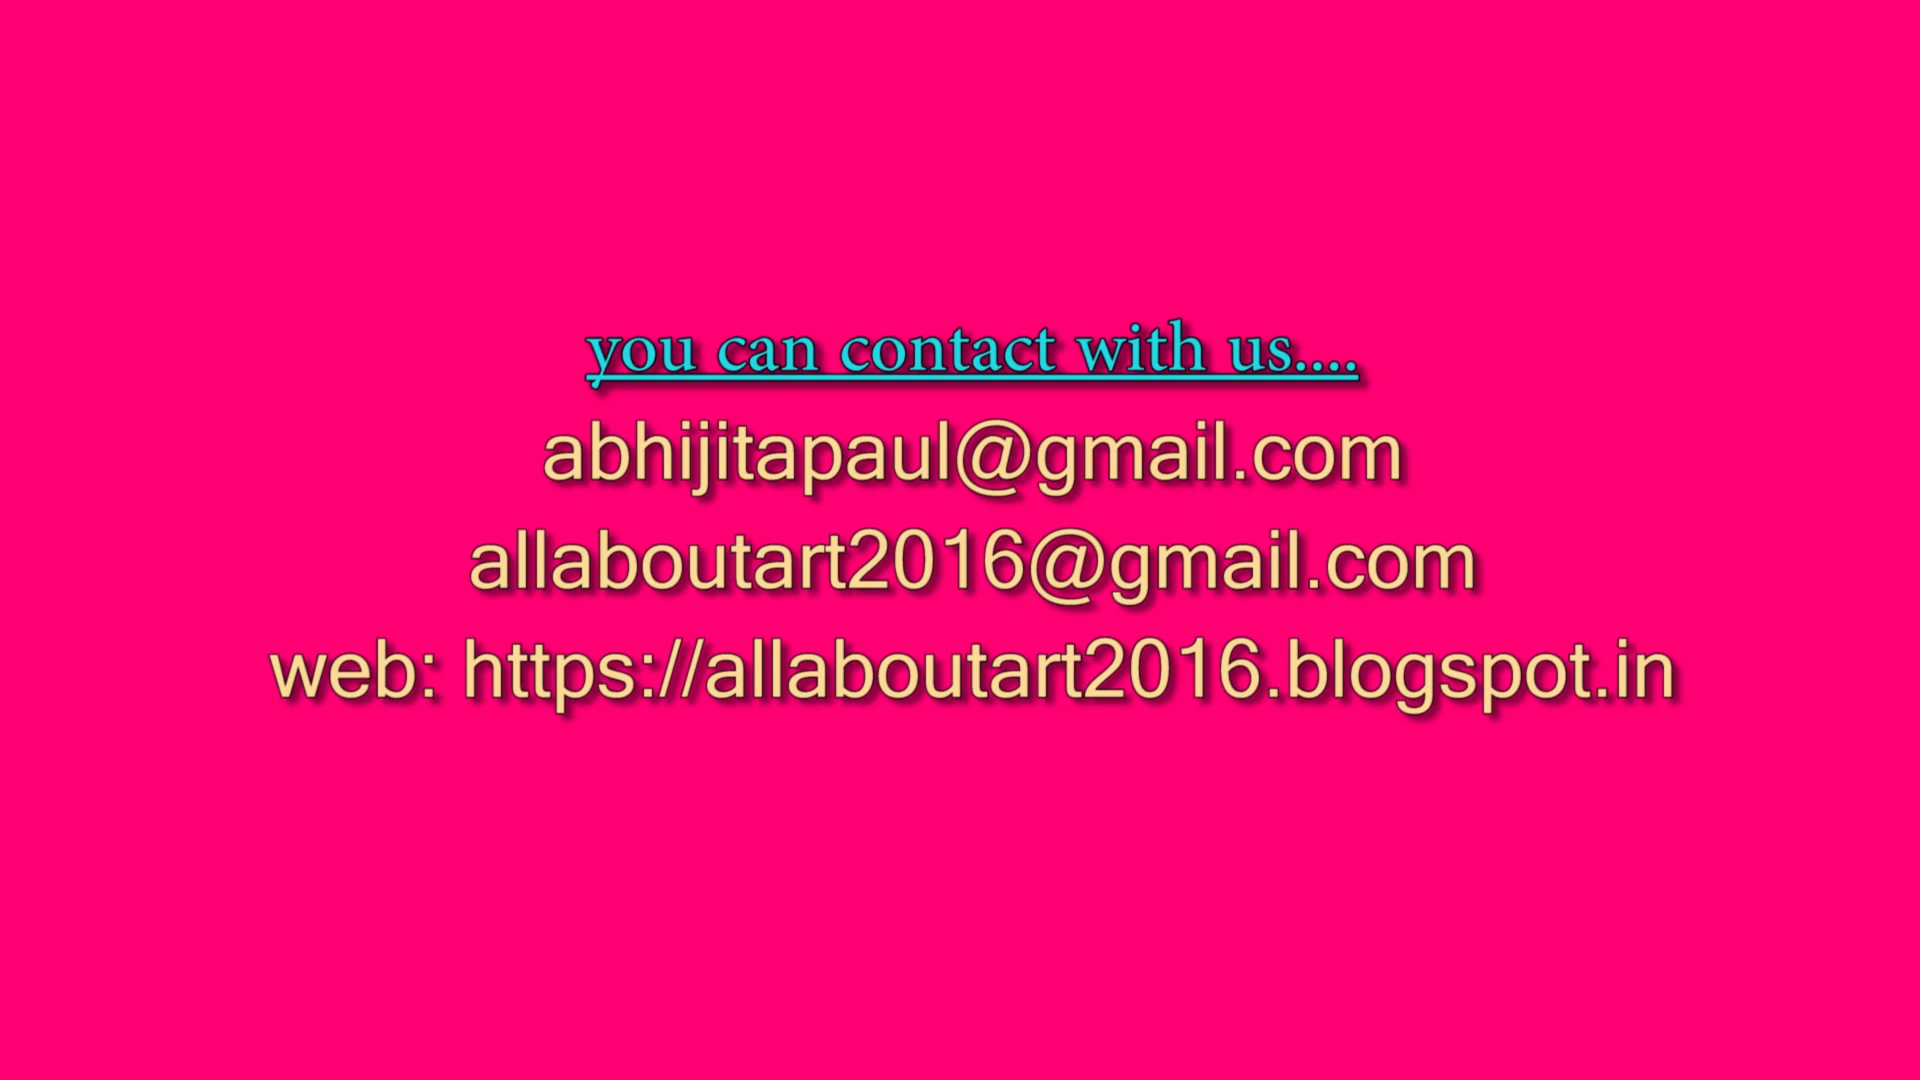 you can contact with us....
abhijitapaul@gmail.com
allaboutart2016@gmail.com
web: https://allaboutart2016.blogspot.in